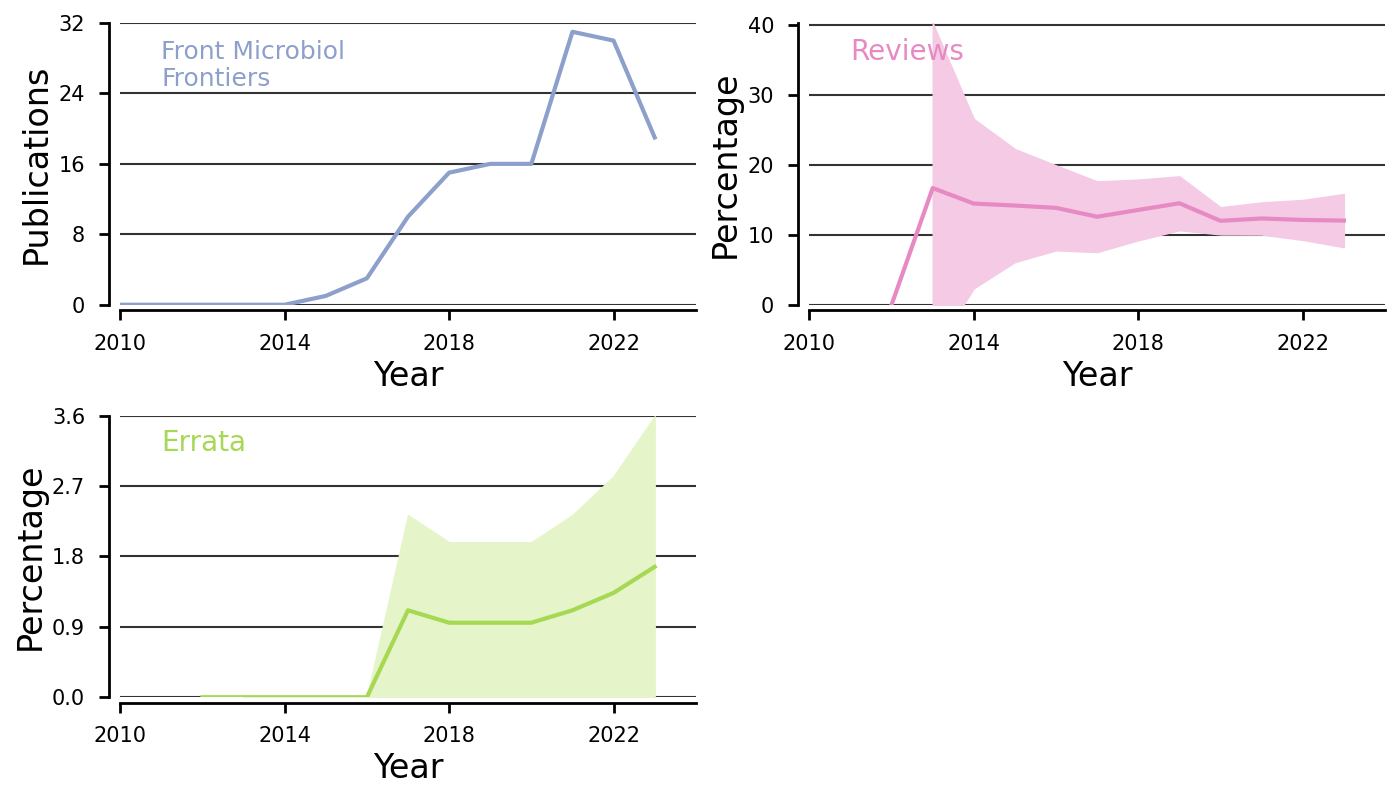 Front Microbiol
Frontiers
Publications
32
24
16
8
0
2010 2014 2018 2022
Year
Reviews
Percentage
40
30
20
10
0
2010 2014 2018 2022
Year
Errata
Percentage
3.6
2.7
1.8
0.9
0.0
2010 2014 2018 2022
Year